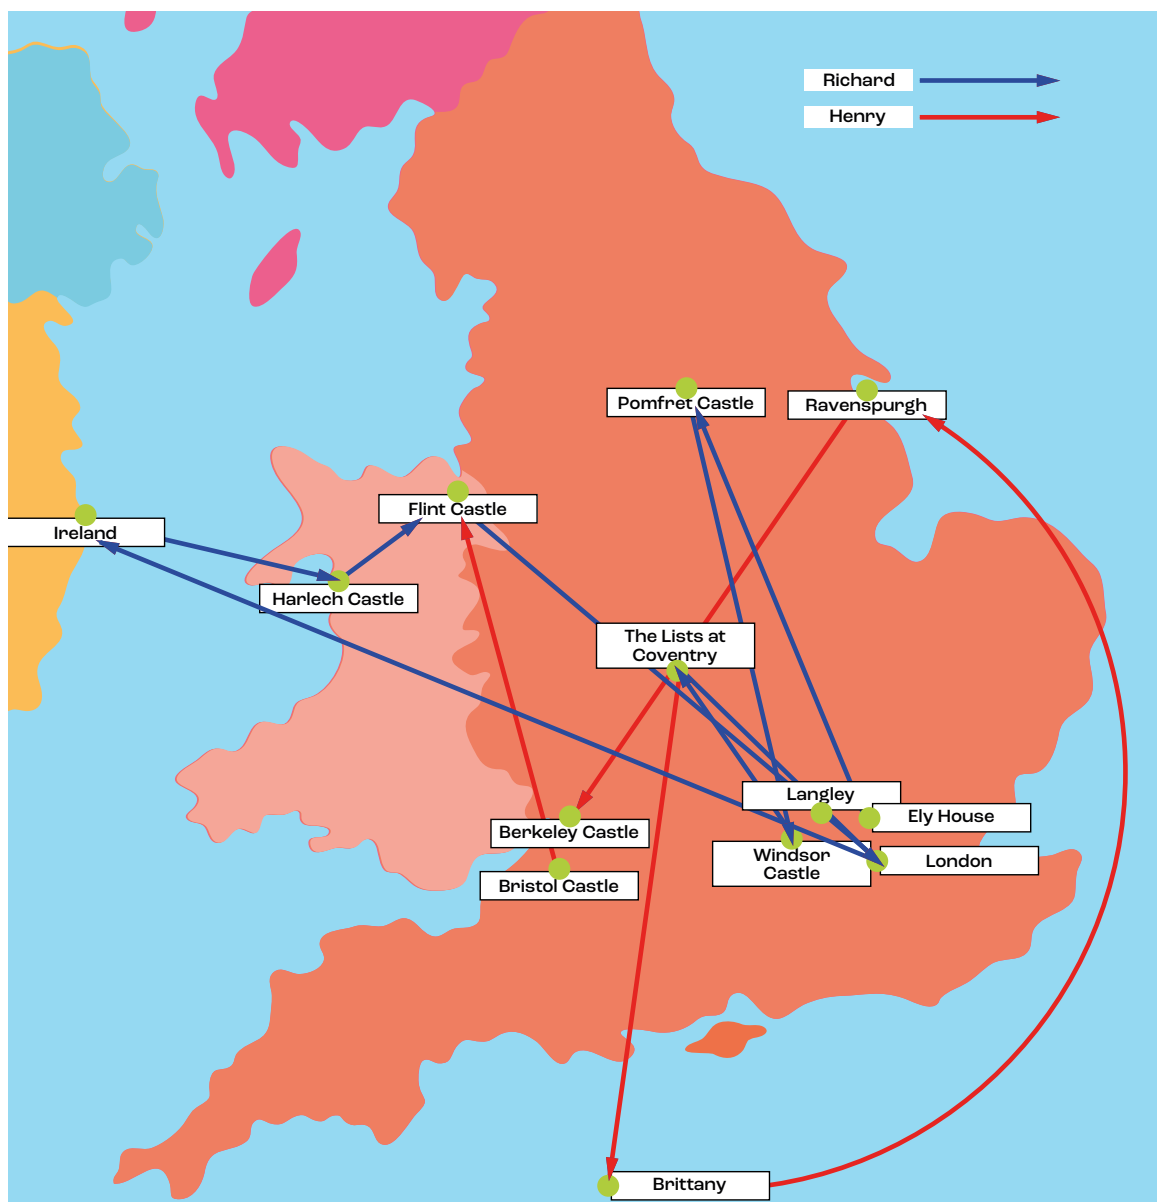 Richard
Henry
Pomfret Castle
Ravenspurgh
Flint Castle
Ireland
Harlech Castle
The Lists at
Coventry
Langley
Ely House
Berkeley Castle
Windsor
Castle
London
Bristol Castle
Brittany